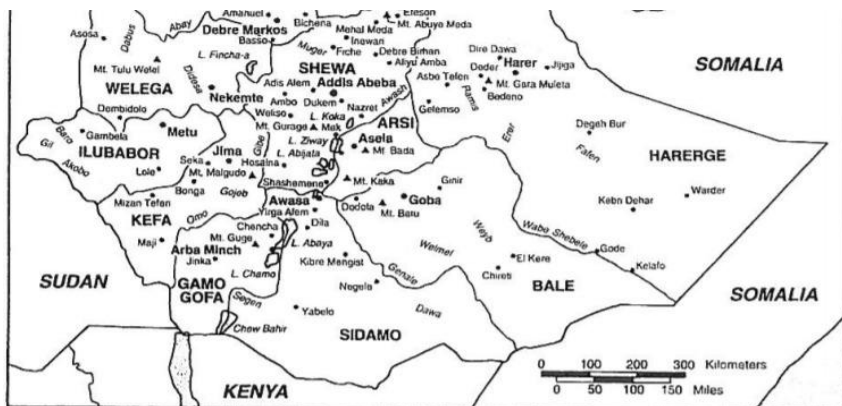 Amanuel
Bichena
Efeson
Mehal Meda
Mt. Abuye Meda
Asosa
Dabus
Abay
Debre Markos
Basso
Inewari
Muger
Fiche
Debre Birhan
Dire Dawa
Harer
SOMALIA
L. Fincha-a
Mt. Tulu Welel
SHEWA
Aliyu Amba
Deder
Jijiga
WELEGA
Didesa
Adis Alem
Addis Abeba
Asbe Teferi
Mt. Gara Muleta
Nekemte
Ambo
Dukem
Awash
Ramis
Bedeno
Dembidolo
Weliso
Nazret
Gelemso
L. Koka
ARSI
Baro
Gambela
Metu
Mt. Gurage
Mek
Erer
Degeh Bur
Gil
ILUBABOR
Jima
Gibe
L. Ziway
Asela
Fafen
HARERGE
Akobo
Seka
Hosaina
L. Abijata
Mt. Bada
Lole
Mt. Malgudo
Bonga
Gojeb
Shashemene
Mt. Kaka
Ginir
Mizan Teferi
Awasa
Goba
Warder
KEFA
Omo
Yirga Alem
Dodola
Mt. Batu
Kebri Dehar
Chencha
Dila
Weyb
Wabe Shebele
Maji
Mt. Guge
L. Abaya
Welmel
Arba Minch
Kibre Mengist
El Kere
Gode
Jinka
Genale
SUDAN
L. Chamo
Chireti
Kelafo
GAMO
GOFA
Negele
BALE
Segen
Yabelo
Dawa
SOMALIA
Chew Bahir
SIDAMO
KENYA
0 100 200 300 Kilometers
0 50 100 150 Miles